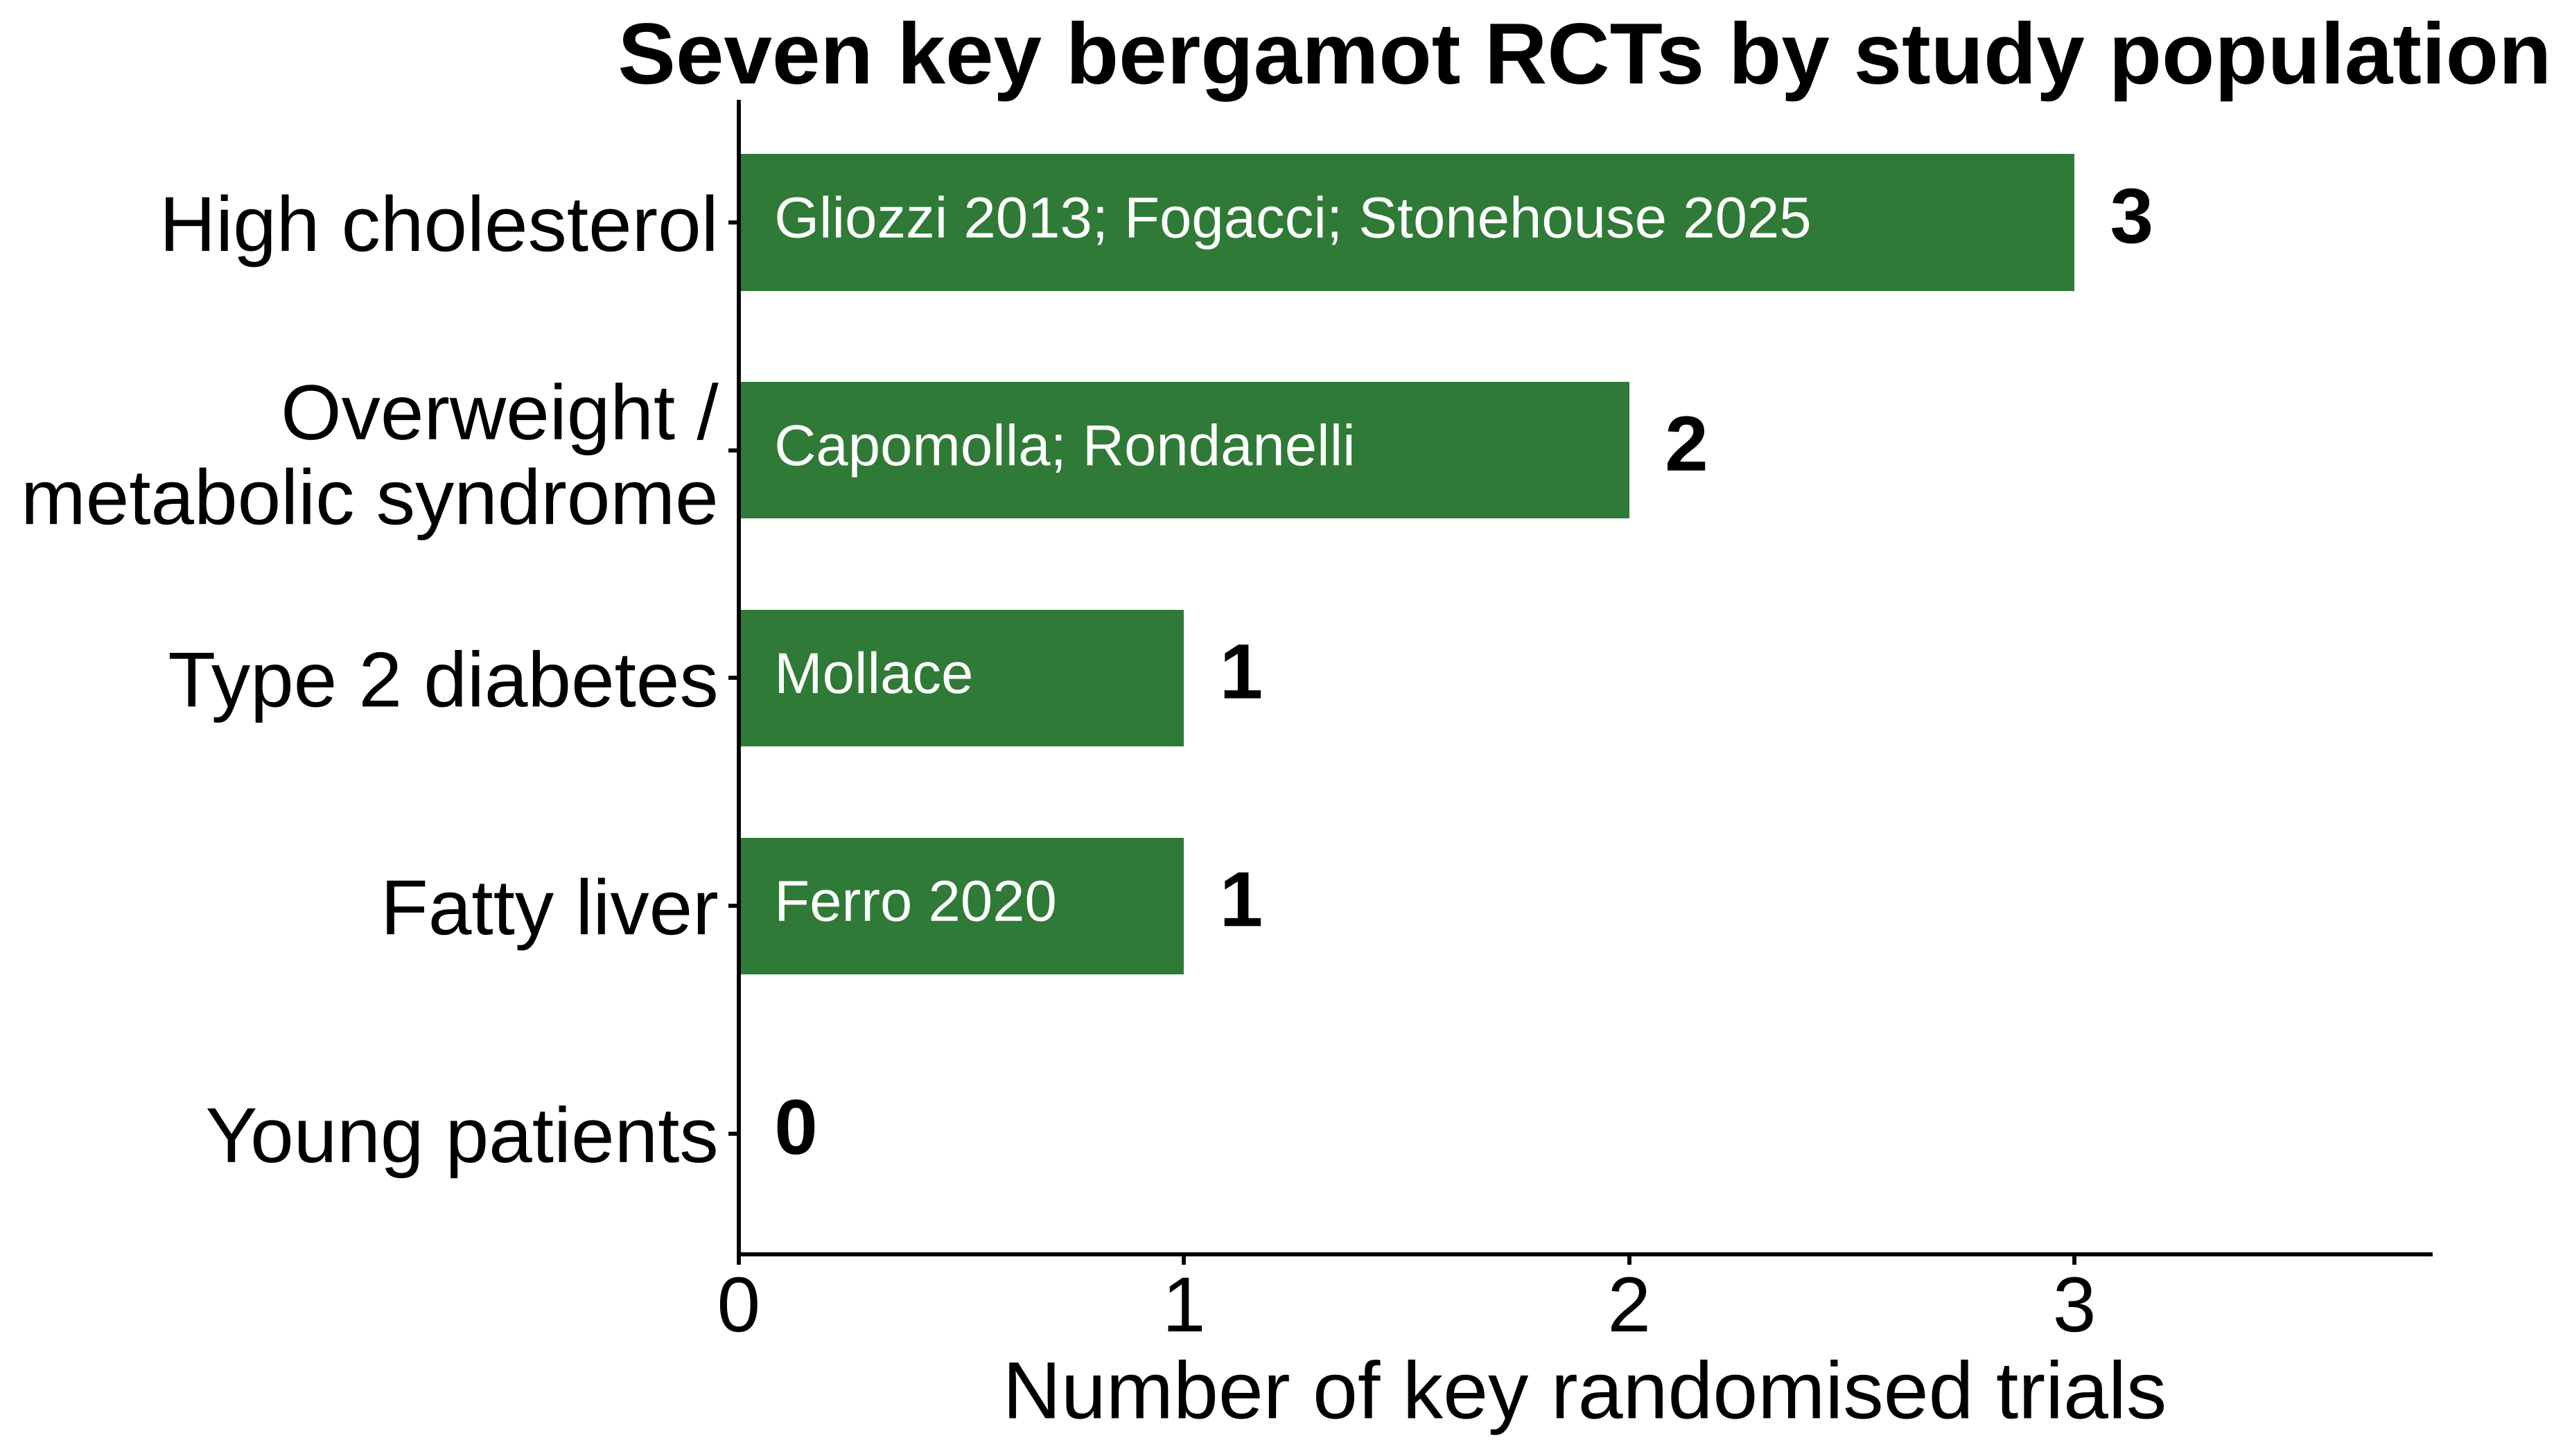 Seven key bergamot RCTs by study population
High cholesterol
Gliozzi 2013; Fogacci; Stonehouse 2025
3
Overweight /
metabolic syndrome
Capomolla; Rondanelli
2
Type 2 diabetes
Mollace
1
Fatty liver
Ferro 2020
1
Young patients
0
0 1 2 3
Number of key randomised trials